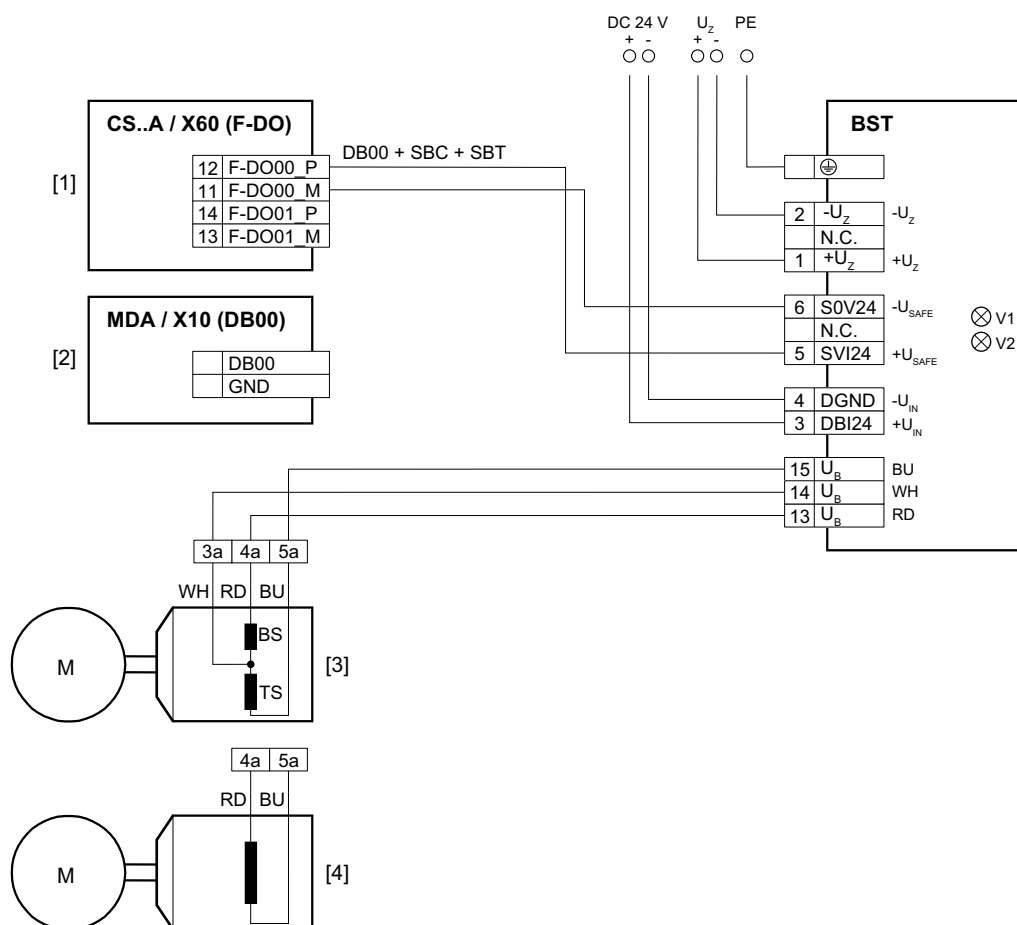 DC 24 V U_Z PE
+ - + -
CS..A / X60 (F-DO)
BST
DB00 + SBC + SBT
[1]
12 F-DO00_P
11 F-DO00_M
14 F-DO01_P
13 F-DO01_M
2 -U_Z -U_Z
N.C.
1 +U_Z +U_Z
MDA / X10 (DB00)
[2]
DB00
GND
6 S0V24 -U_SAFE
N.C.
5 SVI24 +U_SAFE
V1
V2
4 DGND -U_IN
3 DBI24 +U_IN
15 U_B BU
14 U_B WH
13 U_B RD
3a 4a 5a
WH RD BU
BS
M
[3]
TS
4a 5a
RD BU
M
[4]